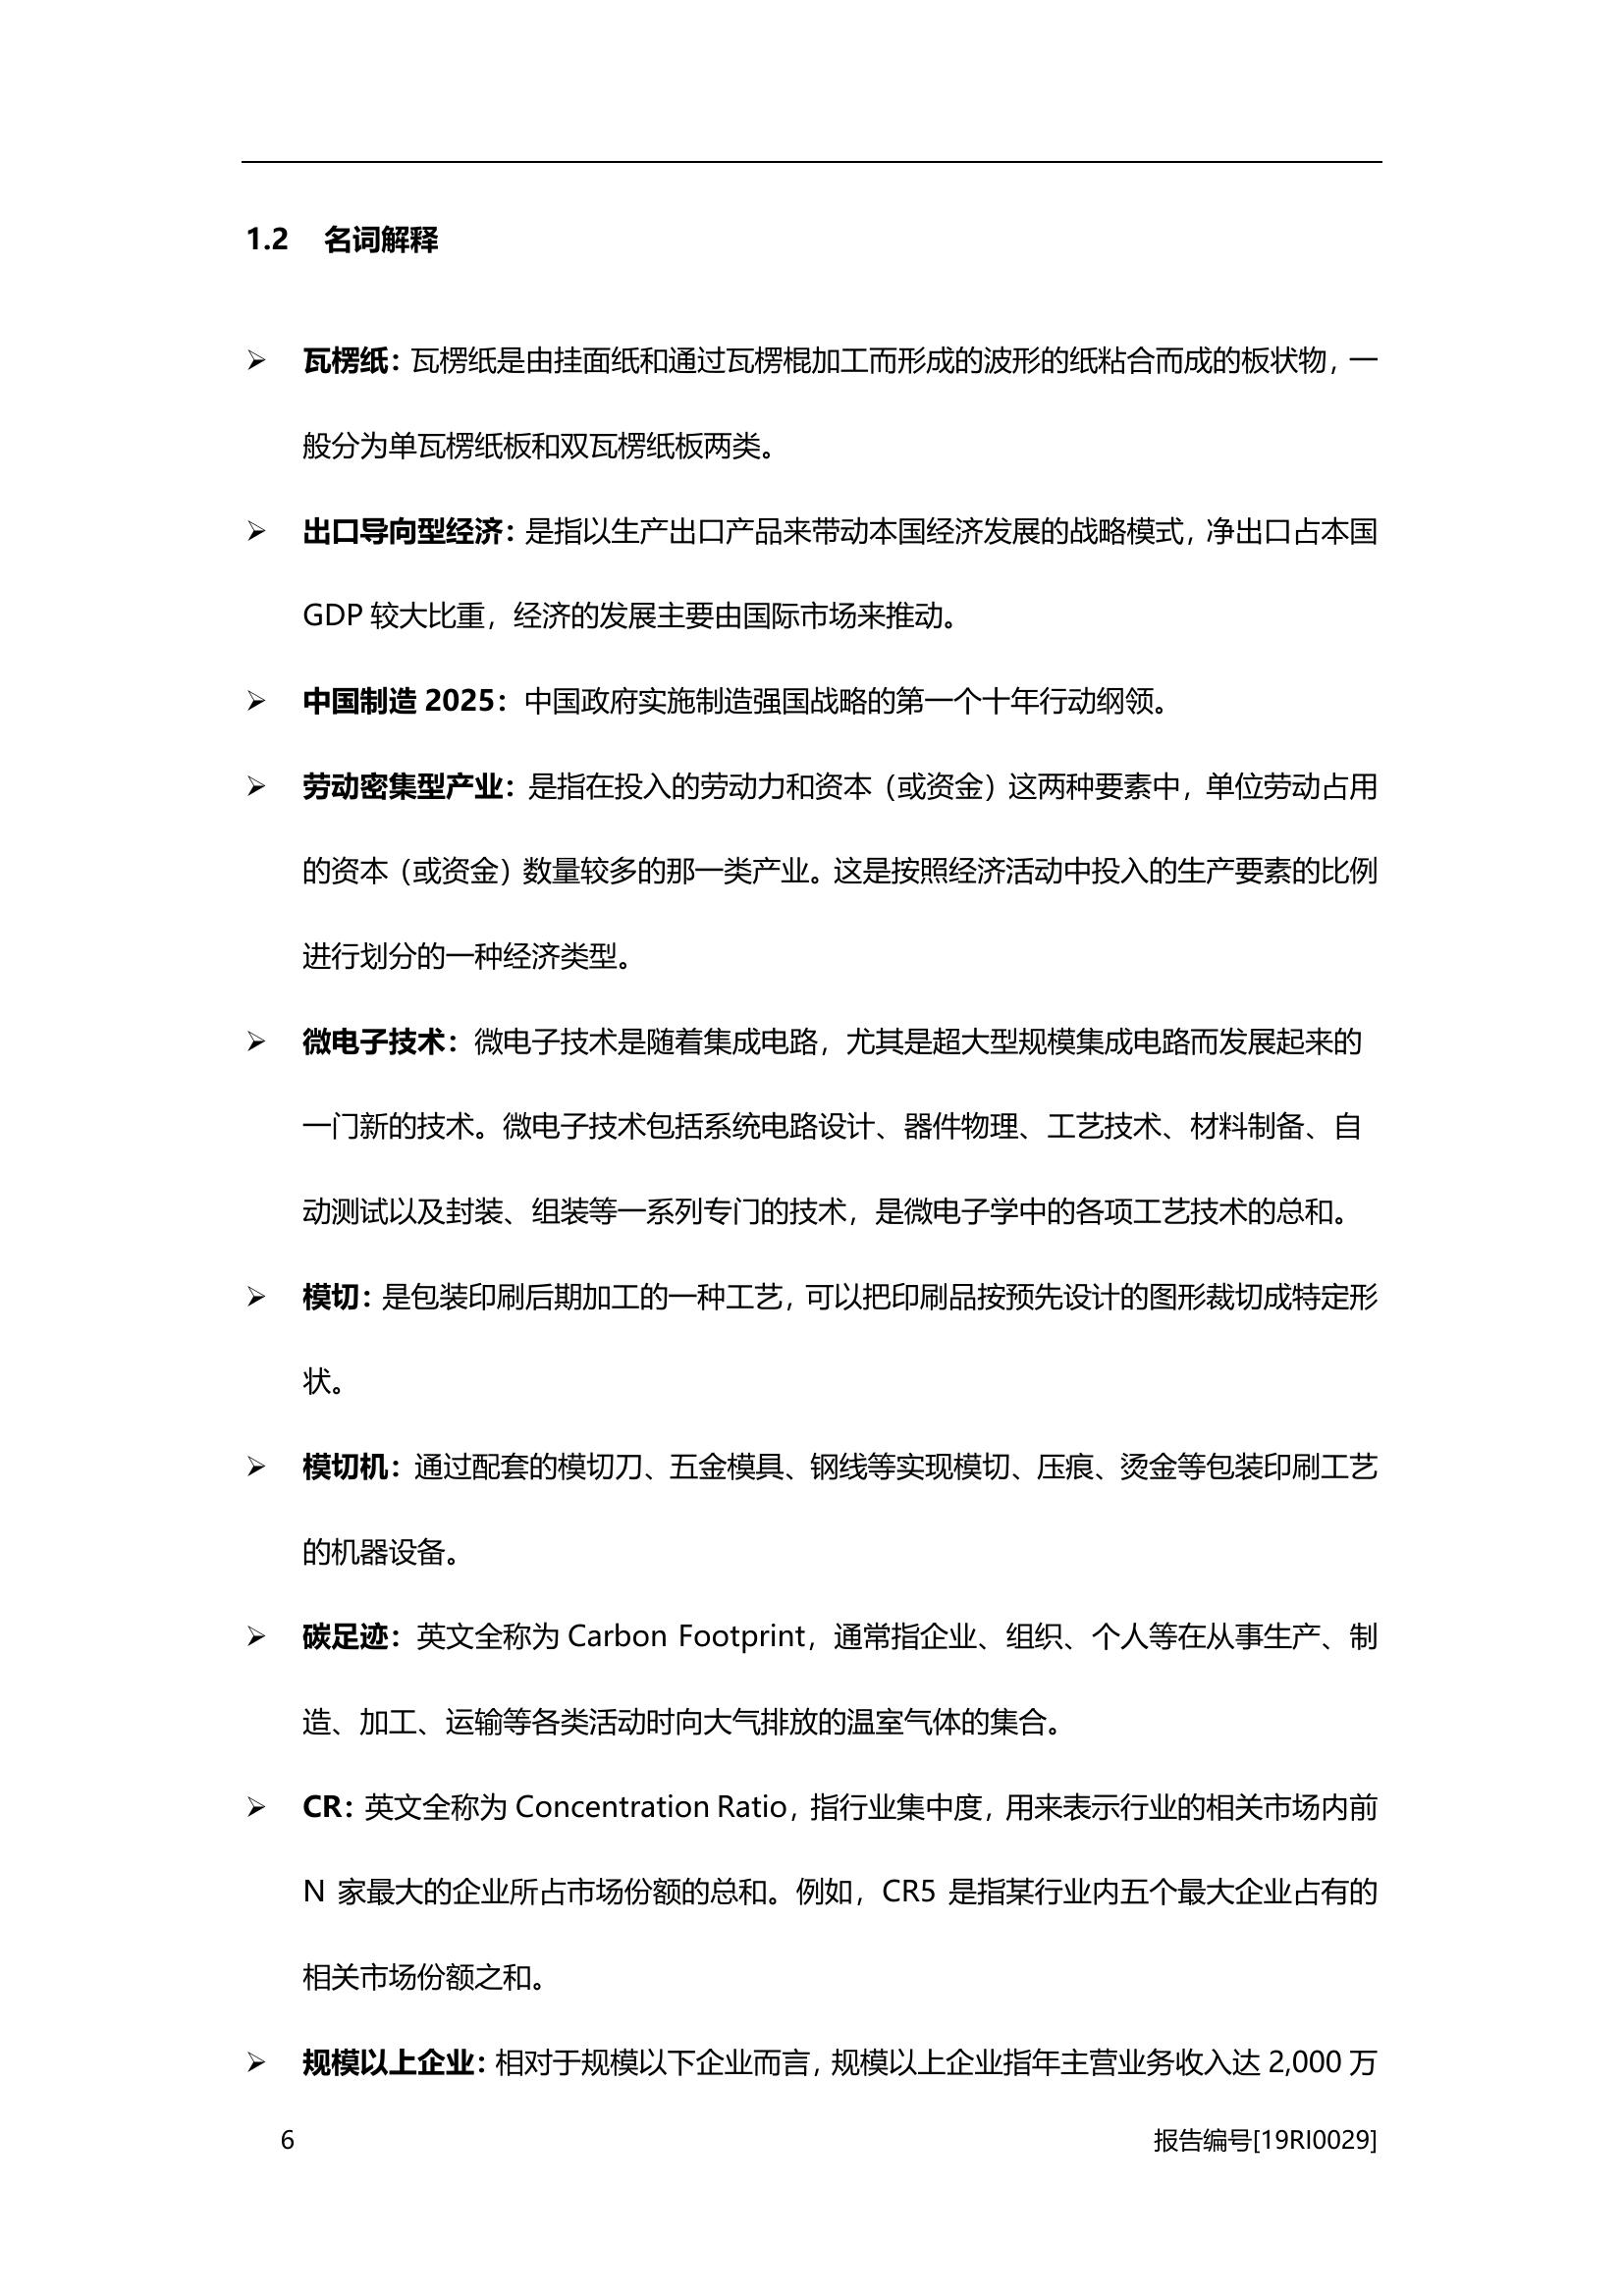 1.2 名词解释
➢ 瓦楞纸：瓦楞纸是由挂面纸和通过瓦楞棍加工而形成的波形的纸粘合而成的板状物，一
般分为单瓦楞纸板和双瓦楞纸板两类。
➢ 出口导向型经济：是指以生产出口产品来带动本国经济发展的战略模式，净出口占本国
GDP 较大比重，经济的发展主要由国际市场来推动。
➢ 中国制造 2025：中国政府实施制造强国战略的第一个十年行动纲领。
➢ 劳动密集型产业：是指在投入的劳动力和资本（或资金）这两种要素中，单位劳动占用
的资本（或资金）数量较多的那一类产业。这是按照经济活动中投入的生产要素的比例
进行划分的一种经济类型。
➢ 微电子技术：微电子技术是随着集成电路，尤其是超大型规模集成电路而发展起来的
一门新的技术。微电子技术包括系统电路设计、器件物理、工艺技术、材料制备、自
动测试以及封装、组装等一系列专门的技术，是微电子学中的各项工艺技术的总和。
➢ 模切：是包装印刷后期加工的一种工艺，可以把印刷品按预先设计的图形裁切成特定形
状。
➢ 模切机：通过配套的模切刀、五金模具、钢线等实现模切、压痕、烫金等包装印刷工艺
的机器设备。
➢ 碳足迹：英文全称为 Carbon Footprint，通常指企业、组织、个人等在从事生产、制
造、加工、运输等各类活动时向大气排放的温室气体的集合。
➢ CR：英文全称为 Concentration Ratio，指行业集中度，用来表示行业的相关市场内前
N 家最大的企业所占市场份额的总和。例如，CR5 是指某行业内五个最大企业占有的
相关市场份额之和。
➢ 规模以上企业：相对于规模以下企业而言，规模以上企业指年主营业务收入达 2,000 万
6 报告编号[19RI0029]